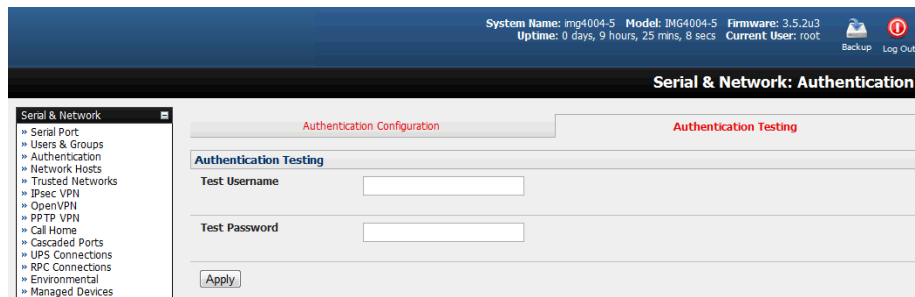 System Name: img4004-5 Model: IMG4004-5 Firmware: 3.5.2u3
Uptime: 0 days, 9 hours, 25 mins, 8 secs Current User: root
Backup
Log Out
Serial & Network: Authentication
Serial & Network
» Serial Port
» Users & Groups
» Authentication
» Network Hosts
» Trusted Networks
» IPsec VPN
» OpenVPN
» PPTP VPN
» Call Home
» Cascaded Ports
» UPS Connections
» RPC Connections
» Environmental
» Managed Devices
Authentication Configuration
Authentication Testing
Authentication Testing
Test Username
Test Password
Apply